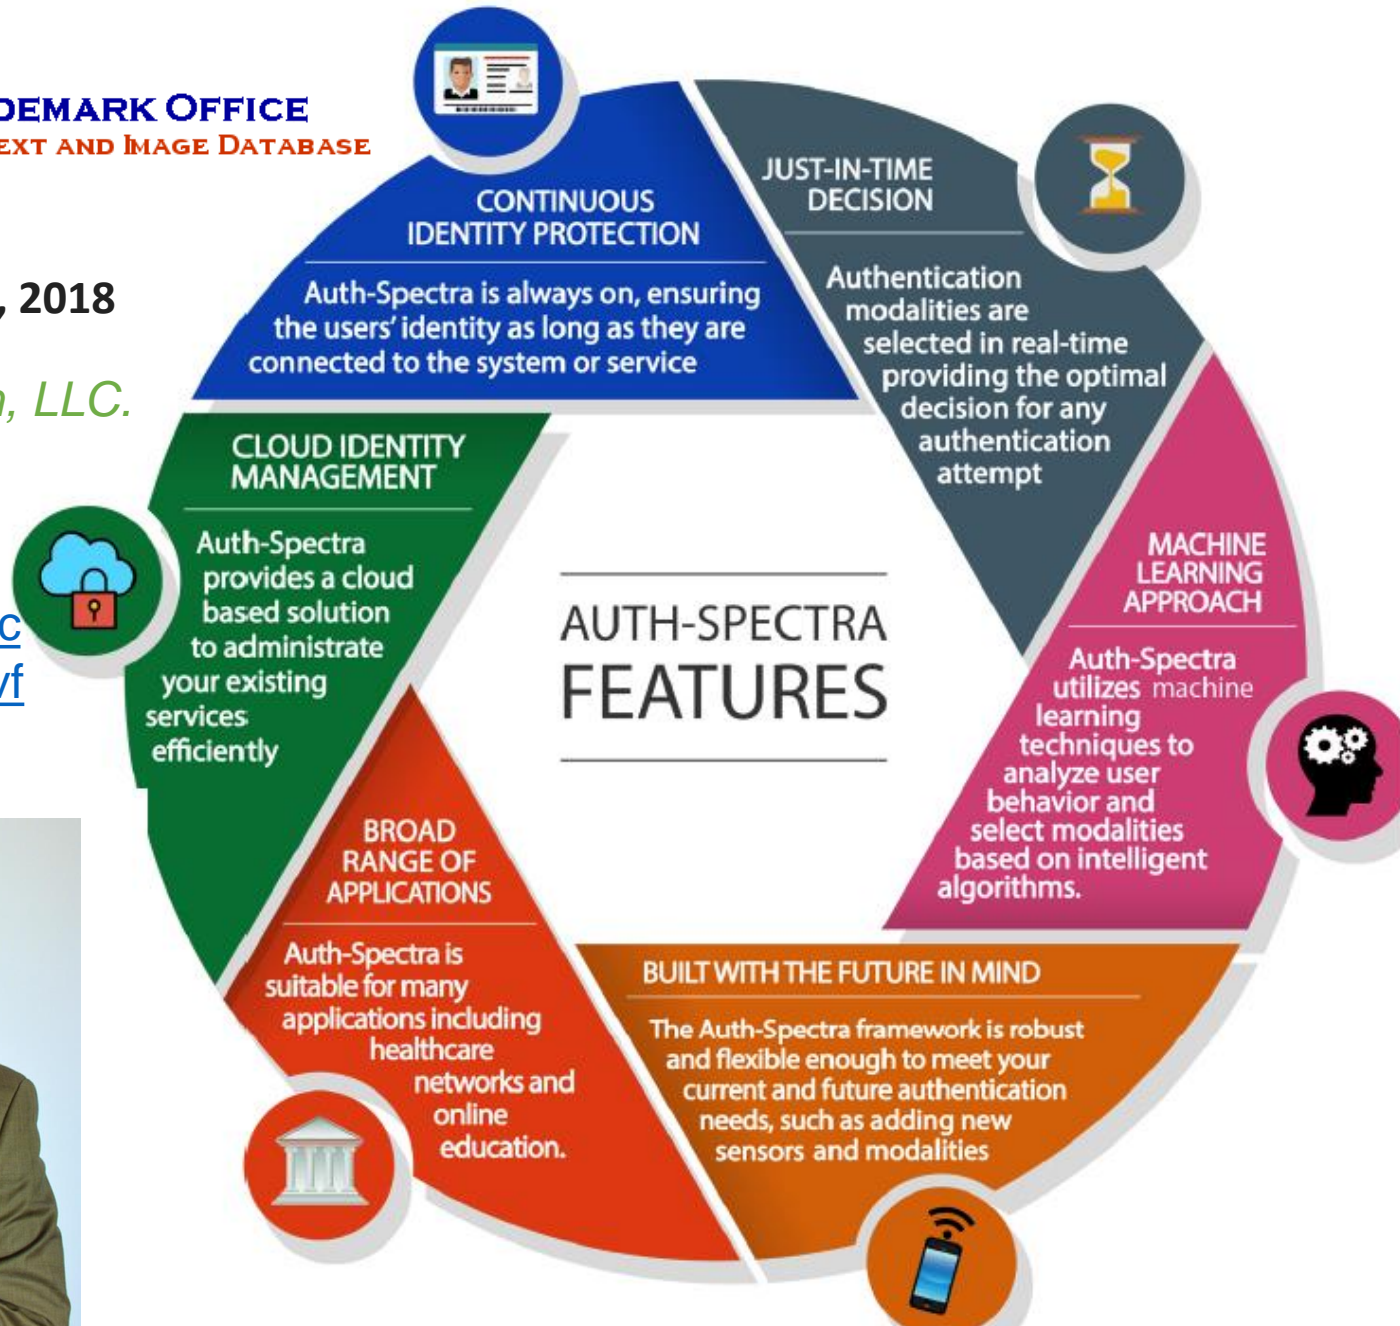 DEMARK OFFICE
EXT AND IMAGE DATABASE
, 2018
, LLC.
c
vf
CONTINUOUS
IDENTITY PROTECTION
Auth-Spectra is always on, ensuring
the users' identity as long as they are
connected to the system or service
JUST-IN-TIME
DECISION
Authentication
modalities are
selected in real-time
providing the optimal
decision for any
authentication
attempt
MACHINE
LEARNING
APPROACH
Auth-Spectra
utilizes machine
learning
techniques to
analyze user
behavior and
select modalities
based on intelligent
algorithms.
BUILT WITH THE FUTURE IN MIND
The Auth-Spectra framework is robust
and flexible enough to meet your
current and future authentication
needs, such as adding new
sensors and modalities
BROAD
RANGE OF
APPLICATIONS
Auth-Spectra is
suitable for many
applications including
healthcare
networks and
online
education.
CLOUD IDENTITY
MANAGEMENT
Auth-Spectra
provides a cloud
based solution
to administrate
your existing
services
efficiently
AUTH-SPECTRA
FEATURES